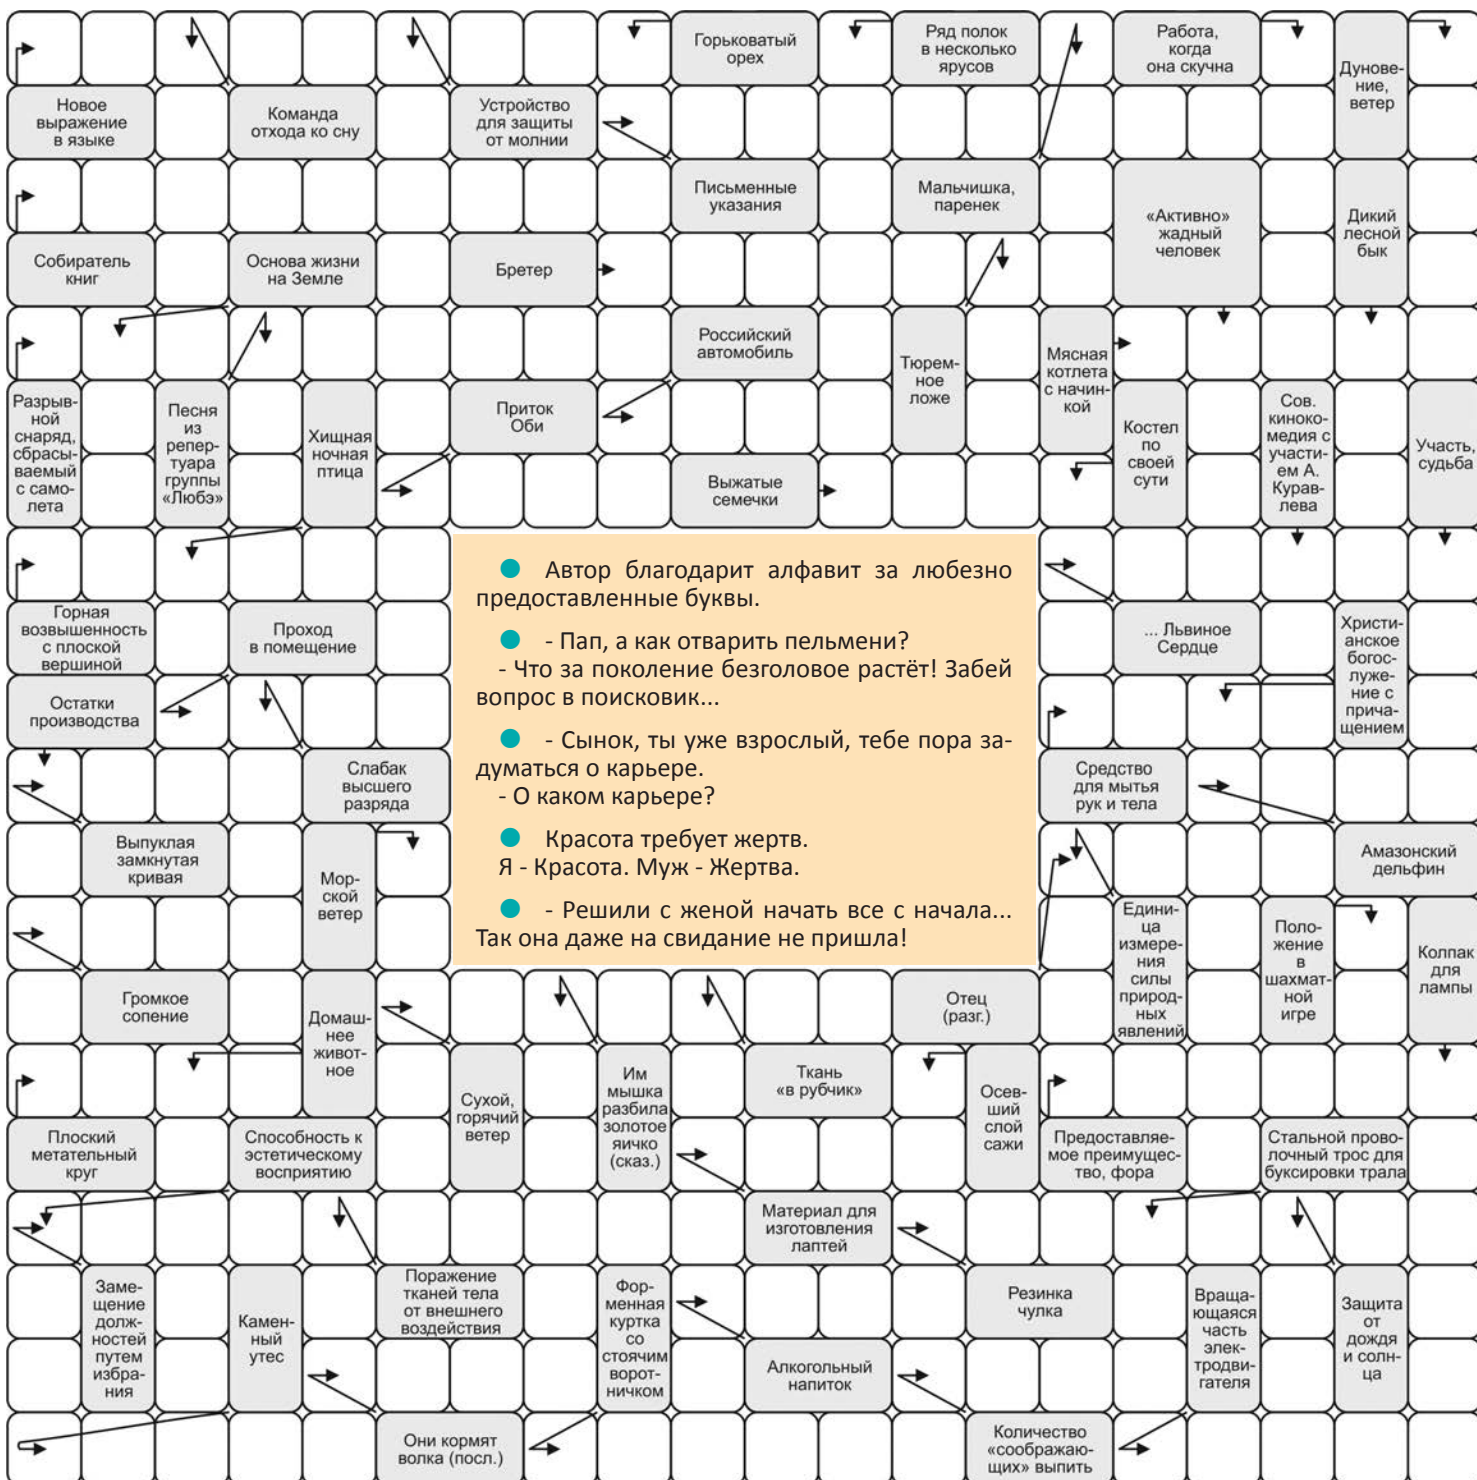 Горьковатый
орех
Ряд полок
в несколько
ярусов
Работа,
когда
она скучна
Дунове-
ние,
ветер
Новое
выражение
в языке
Команда
отхода ко сну
Устройство
для защиты
от молнии
Письменные
указания
Мальчишка,
паренек
«Активно»
жадный
человек
Дикий
лесной
бык
Собиратель
книг
Основа жизни
на Земле
Бретер
Российский
автомобиль
Тюрем-
ное
ложе
Мясная
котлета
с начин-
кой
Разрыв-
ной
снаряд,
сбрасы-
ваемый
с само-
лета
Песня
из
репер-
туара
группы
«Любэ»
Хищная
ночная
птица
Приток
Оби
Костел
по
своей
сути
Сов.
киноко-
медия с
участи-
ем А.
Курав-
лева
Участь,
судьба
Выжатые
семечки
● Автор благодарит алфавит за любезно
предоставленные буквы.
● - Пап, а как отварить пельмени?
- Что за поколение безголовое растёт! Забей
вопрос в поисковик...
● - Сынок, ты уже взрослый, тебе пора за-
думаться о карьере.
- О каком карьере?
● Красота требует жертв.
Я - Красота. Муж - Жертва.
● - Решили с женой начать все с начала...
Так она даже на свидание не пришла!
Горная
возвышенность
с плоской
вершиной
Проход
в помещение
... Львиное
Сердце
Христи-
анское
богос-
луже-
ние с
прича-
щением
Остатки
производства
Слабак
высшего
разряда
Средство
для мытья
рук и тела
Выпуклая
замкнутая
кривая
Мор-
ской
ветер
Амазонский
дельфин
Едини-
ца
измере-
ния
силы
природ-
ных
явлений
Поло-
жение
в
шахмат-
ной
игре
Колпак
для
лампы
Громкое
сопение
Домаш-
нее
живот-
ное
Отец
(разг.)
Сухой,
горячий
ветер
Им
мышка
разбила
золотое
яичко
(сказ.)
Ткань
«в рубчик»
Осев-
ший
слой
сажи
Плоский
метательный
круг
Способность к
эстетическому
восприятию
Предоставляе-
мое преимущес-
тво, фора
Стальной прово-
лочный трос для
буксировки трала
Материал для
изготовления
лаптей
Заме-
щение
долж-
ностей
путем
избра-
ния
Камен-
ный
утес
Поражение
тканей тела
от внешнего
воздействия
Фор-
менная
куртка
со
стоячим
ворот-
ничком
Резинка
чулка
Враща-
ющаяся
часть
элек-
тродви-
гателя
Защита
от
дождя
и солн-
ца
Алкогольный
напиток
Они кормят
волка (посл.)
Количество
«соображаю-
щих» выпить